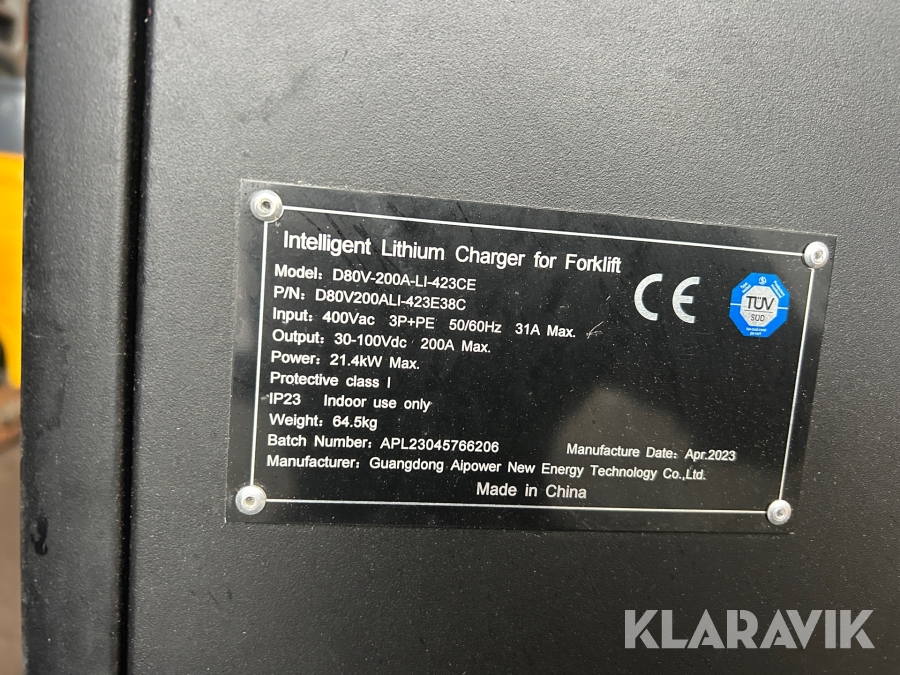 Intelligent Lithium Charger for Forklift
Model: D80V-200A-LI-423CE
P/N: D80V200ALI-423E38C
Input: 400Vac 3P+PE 50/60Hz 31A Max.
Output: 30-100Vdc 200A Max.
Power: 21.4kW Max.
Protective class I
IP23 Indoor use only
Weight: 64.5kg
Batch Number: APL23045766206
Manufacture Date: Apr.2023
Manufacturer: Guangdong Aipower New Energy Technology Co.,Ltd.
Made in China
CE
TÜV
SÜD
KLARAVIK